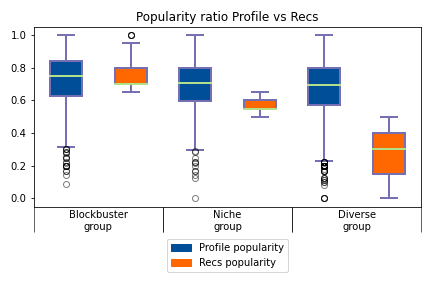 Popularity ratio Profile vs Recs
1.0
0.8
0.6
0.4
0.2
0.0
Blockbuster
group
Niche
group
Diverse
group
Profile popularity
Recs popularity